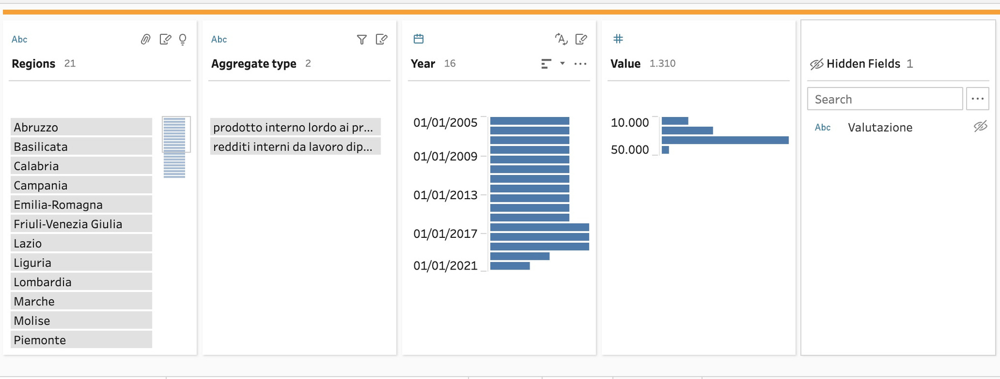 Abc
Regions 21
Abruzzo
Basilicata
Calabria
Campania
Emilia-Romagna
Friuli-Venezia Giulia
Lazio
Liguria
Lombardia
Marche
Molise
Piemonte
Abc
Aggregate type 2
prodotto interno lordo ai pr...
redditi interni da lavoro dip...
Year 16
01/01/2005
01/01/2009
01/01/2013
01/01/2017
01/01/2021
#
Value 1.310
10.000
50.000
Hidden Fields 1
Search
Abc Valutazione